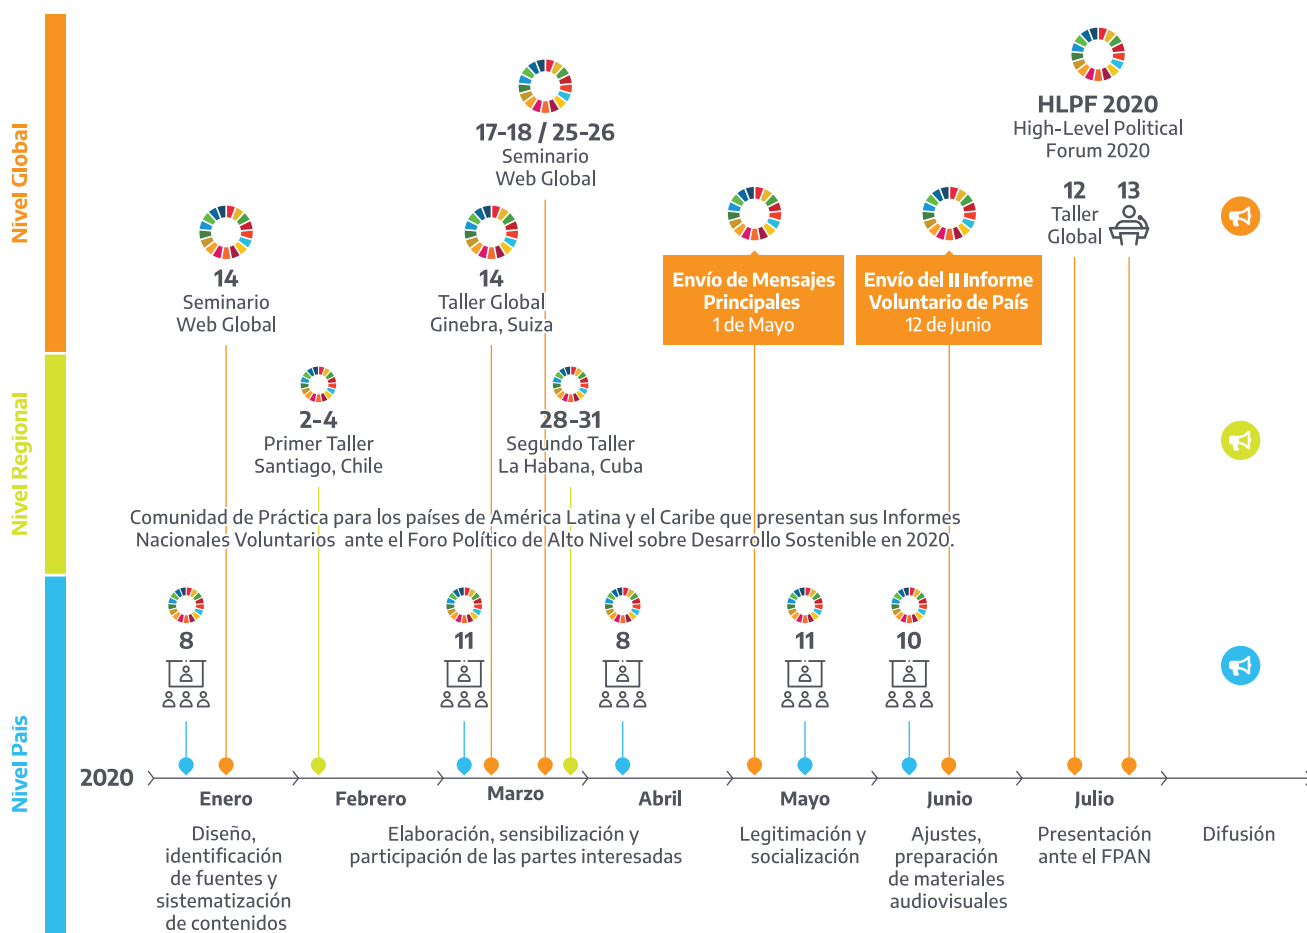 Nivel Global
17-18 / 25-26
Seminario
Web Global
HLPF 2020
High-Level Political
Forum 2020
12
Taller
Global
13
14
Seminario
Web Global
14
Taller Global
Ginebra, Suiza
Envío de Mensajes
Principales
1 de Mayo
Envío del II Informe
Voluntario de País
12 de Junio
Nivel Regional
2-4
Primer Taller
Santiago, Chile
28-31
Segundo Taller
La Habana, Cuba
Comunidad de Práctica para los países de América Latina y el Caribe que presentan sus Informes
Nacionales Voluntarios ante el Foro Político de Alto Nivel sobre Desarrollo Sostenible en 2020.
Nivel País
8
11
8
11
10
2020
Enero
Febrero
Marzo
Abril
Mayo
Junio
Julio
Diseño,
identificación
de fuentes y
sistematización
de contenidos
Elaboración, sensibilización y
participación de las partes interesadas
Legitimación y
socialización
Ajustes,
preparación
de materiales
audiovisuales
Presentación
ante el FPAN
Difusión